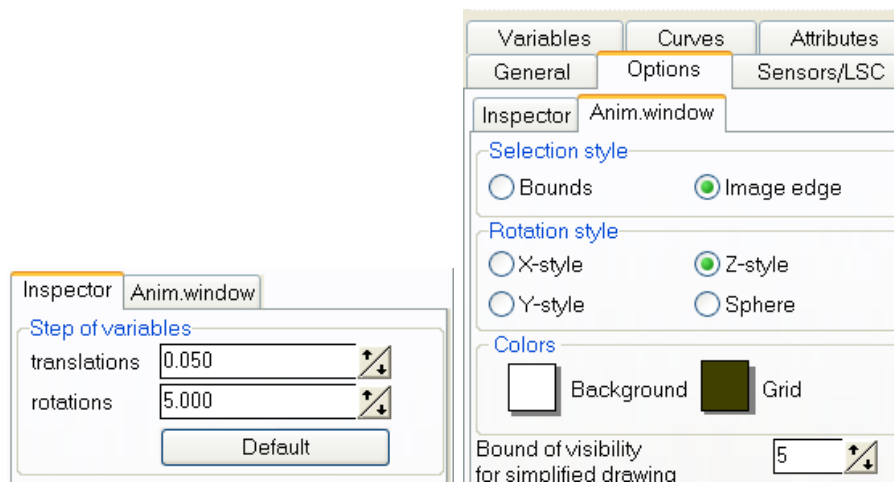 Inspector Anim.window
Step of variables
translations 0.050
rotations 5.000
Default
Variables Curves Attributes
General Options Sensors/LSC
Inspector Anim.window
Selection style
Bounds Image edge
Rotation style
X-style Z-style
Y-style Sphere
Colors
Background Grid
Bound of visibility 5
for simplified drawing